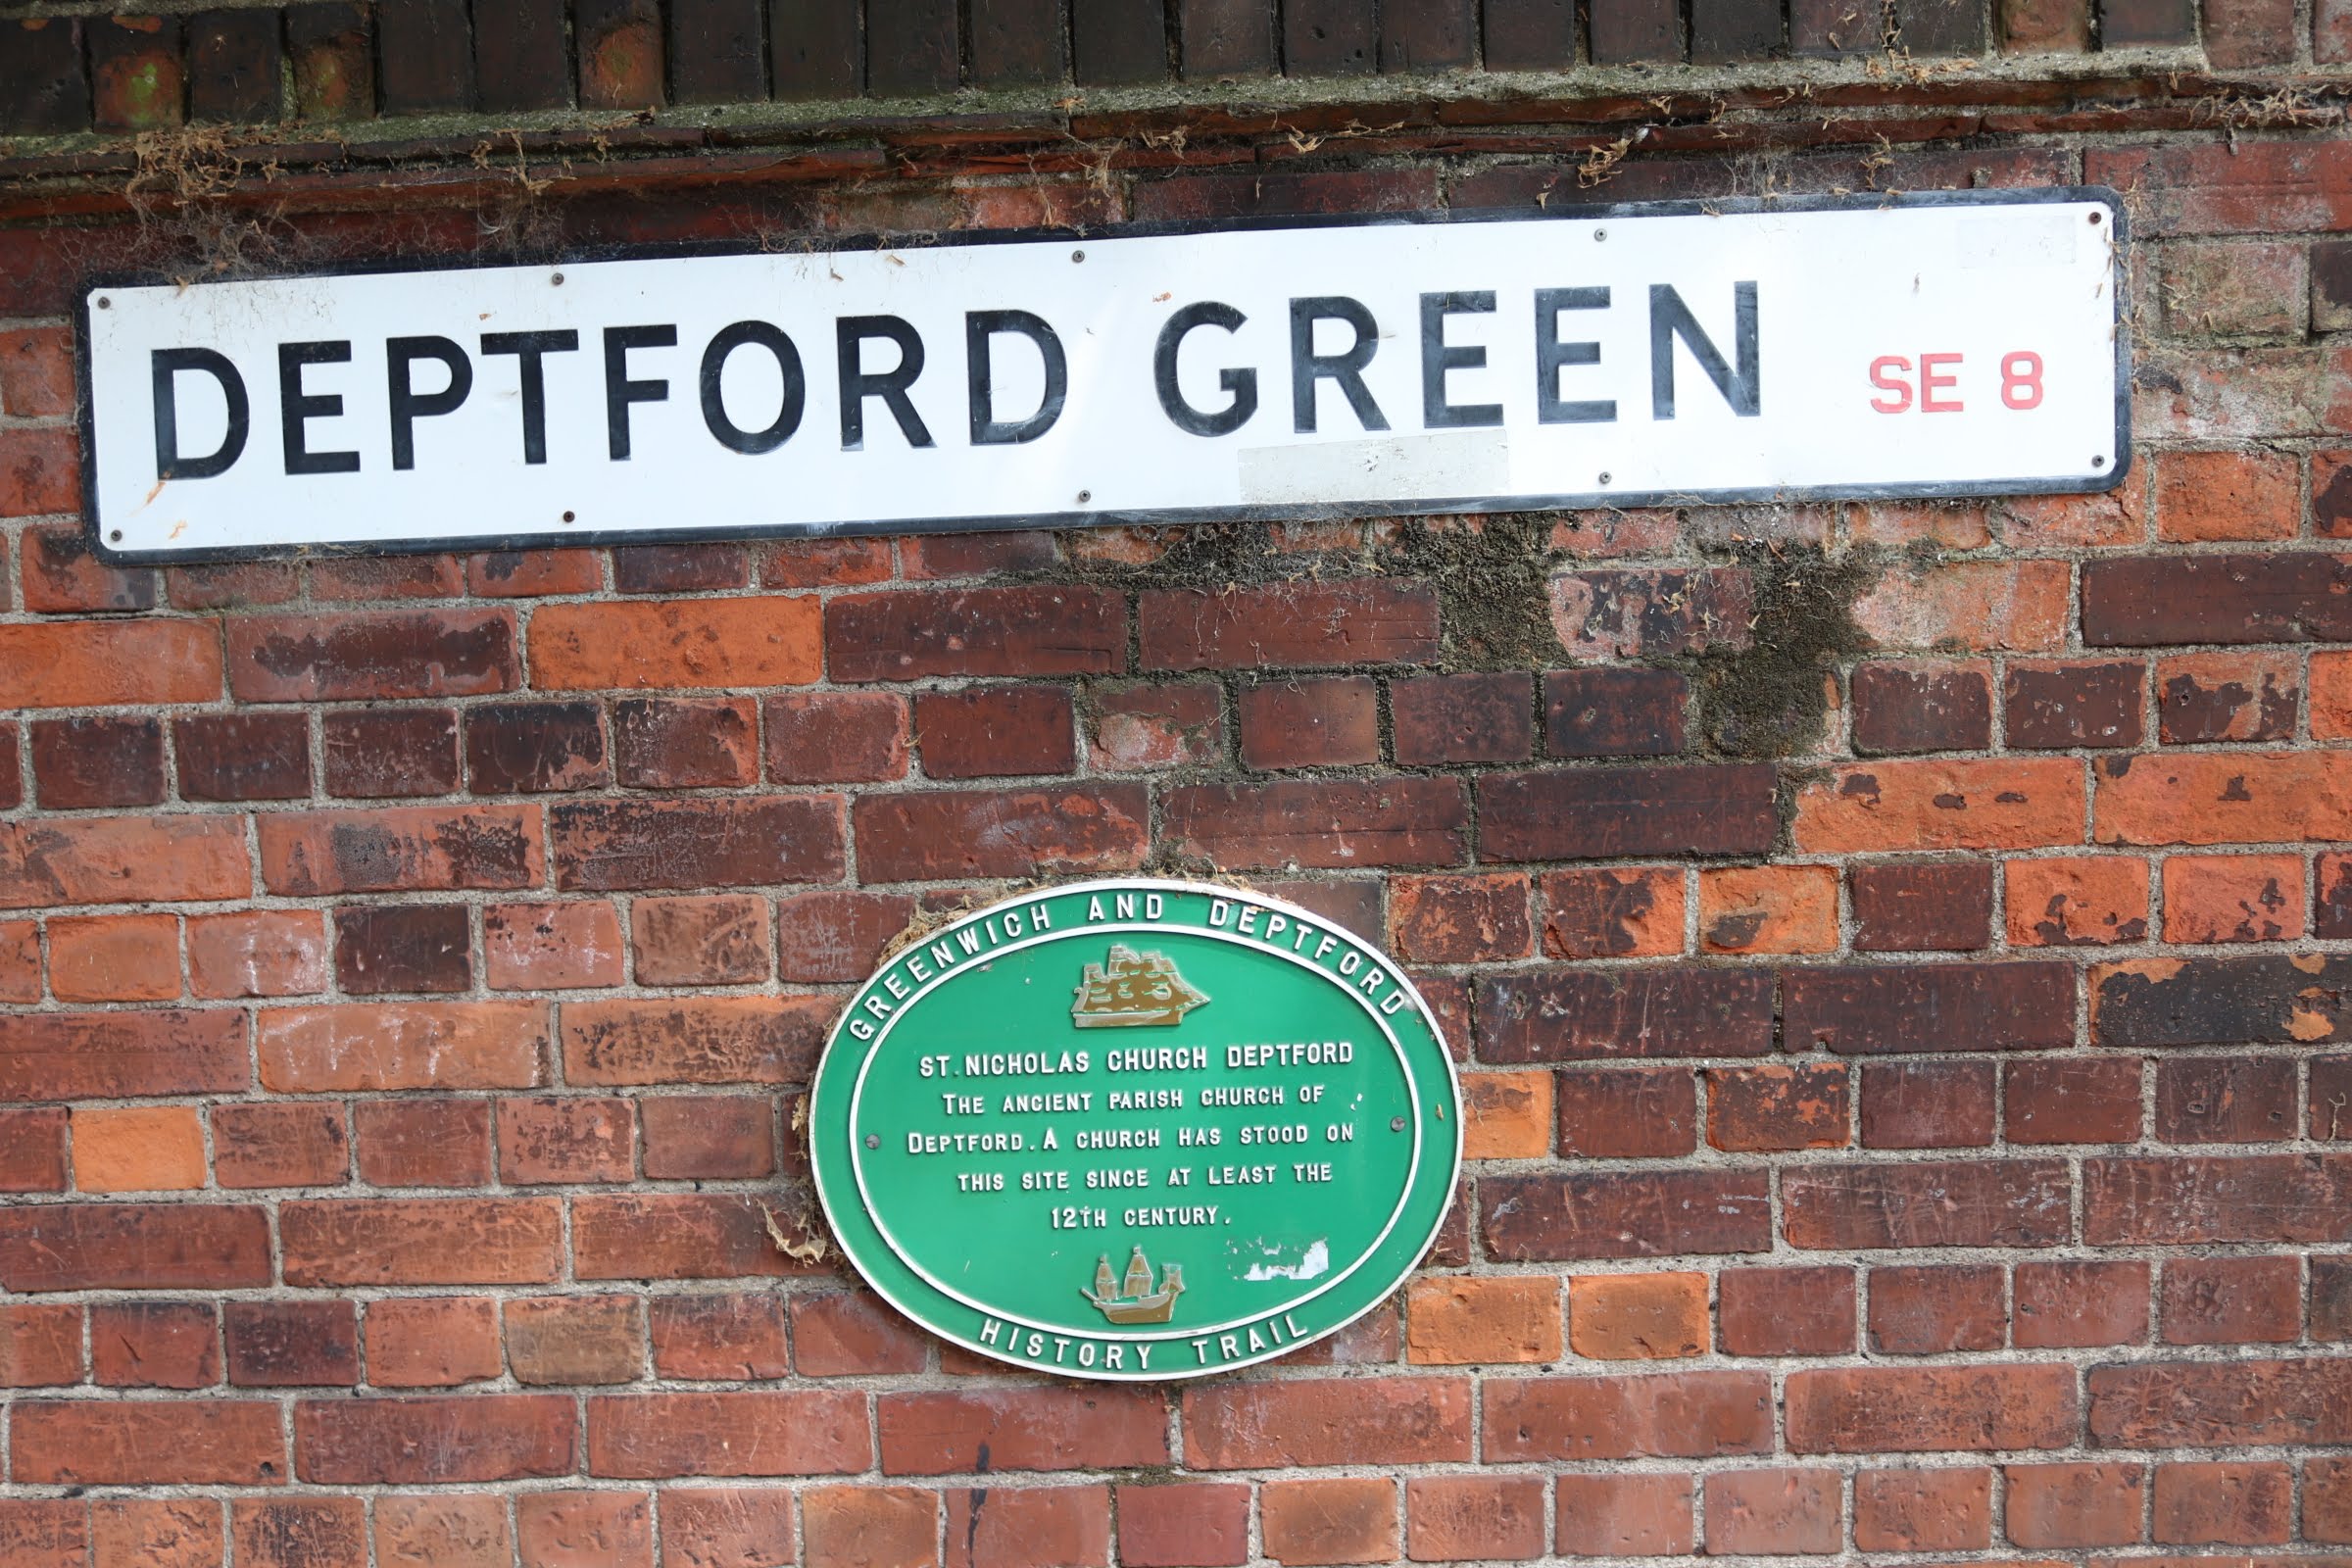 DEPTFORD GREEN SE 8
GREENWICH AND DEPTFORD
ST. NICHOLAS CHURCH DEPTFORD
THE ANCIENT PARISH CHURCH OF
DEPTFORD. A CHURCH HAS STOOD ON
THIS SITE SINCE AT LEAST THE
12TH CENTURY.
HISTORY TRAIL